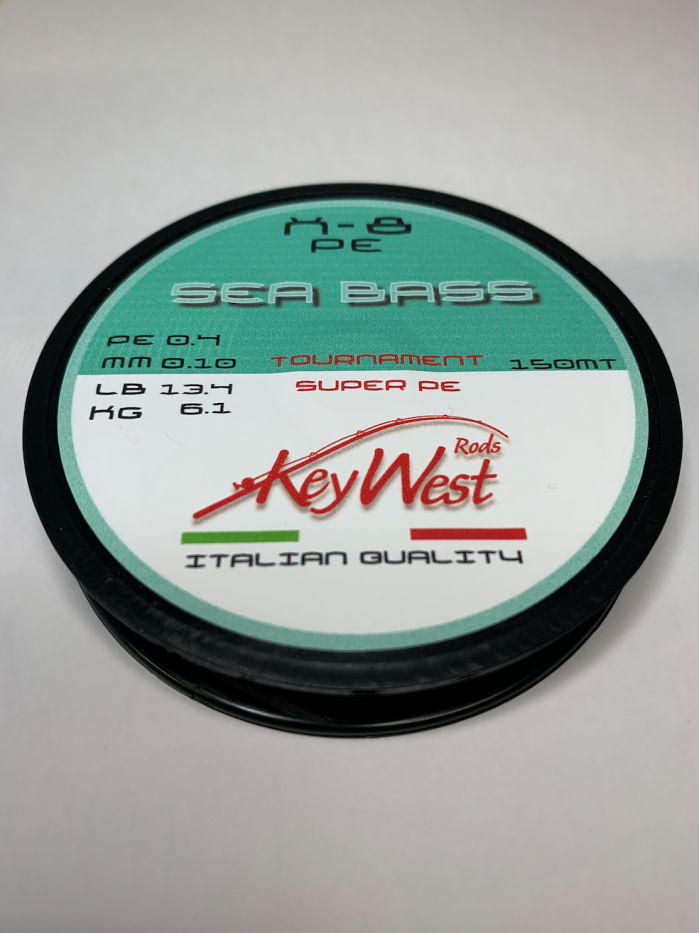 X-8
PE
SEA BASS
PE 0.4
MM 0.10 TOURNAMENT 150MT
LB 13.4 SUPER PE
KG 6.1
KeyWest Rods
ITALIAN QUALITY